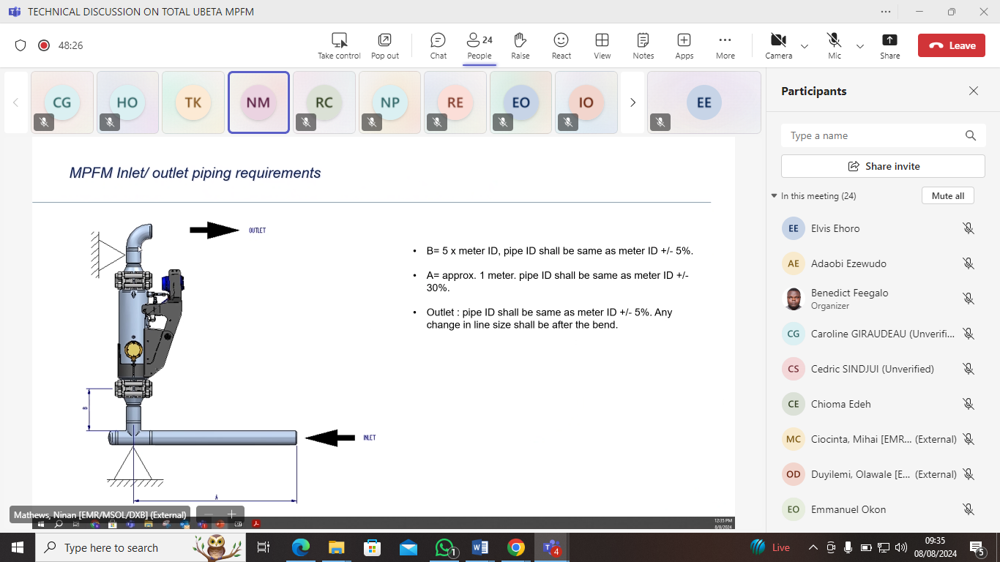 TECHNICAL DISCUSSION ON TOTAL UBETA MPFM
48:26
Take control
Pop out
Chat
24
People
Raise
React
View
Notes
Apps
More
Camera
Mic
Share
Leave
CG
HO
TK
NM
RC
NP
RE
EO
IO
EE
Participants
Type a name
Share invite
In this meeting (24)
Mute all
EE Elvis Ehoro
AE Adaobi Ezewudo
Benedict Feegalo
Organizer
CG Caroline GIRAUDEAU (Unverifi...
CS Cedric SINDJUI (Unverified)
CE Chioma Edeh
MC Ciocinta, Mihai [EMR... (External)
OD Duyilemi, Olawale [E... (External)
EO Emmanuel Okon
MPFM Inlet/ outlet piping requirements
OUTLET
• B= 5 x meter ID, pipe ID shall be same as meter ID +/- 5%.
• A= approx. 1 meter. pipe ID shall be same as meter ID +/-
30%.
• Outlet : pipe ID shall be same as meter ID +/- 5%. Any
change in line size shall be after the bend.
B
INLET
A
Mathews, Ninan [EMR/MSOL/DXB] (External)
12:35 PM
8/8/2024
Type here to search
1
4
Live
09:35
08/08/2024
5